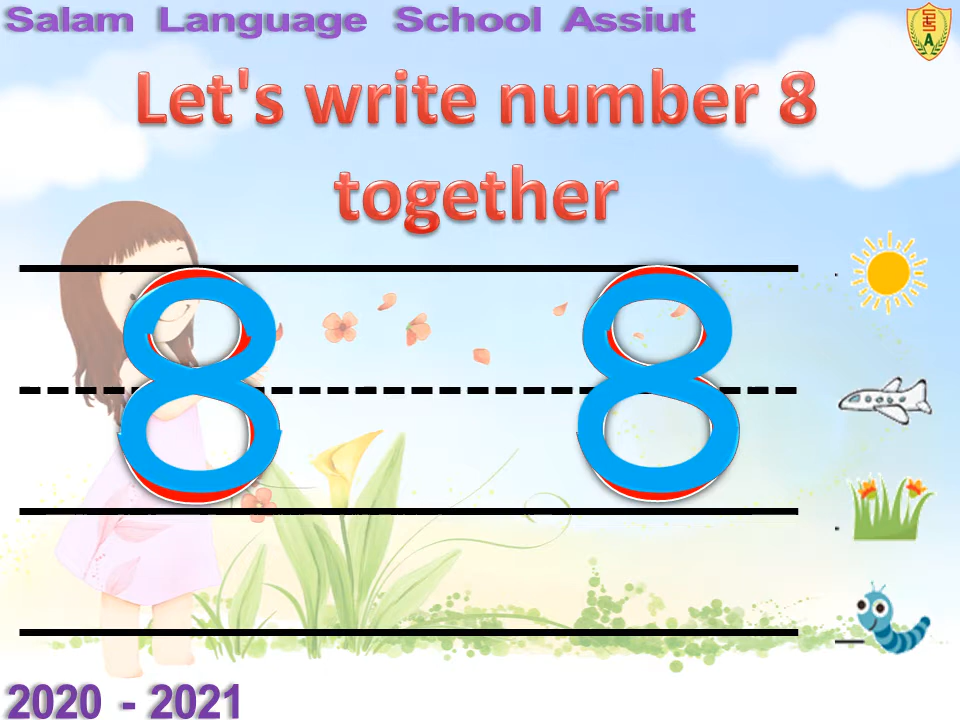 Salam Language School Assiut
Let's write number 8
together
8 8
2020 - 2021